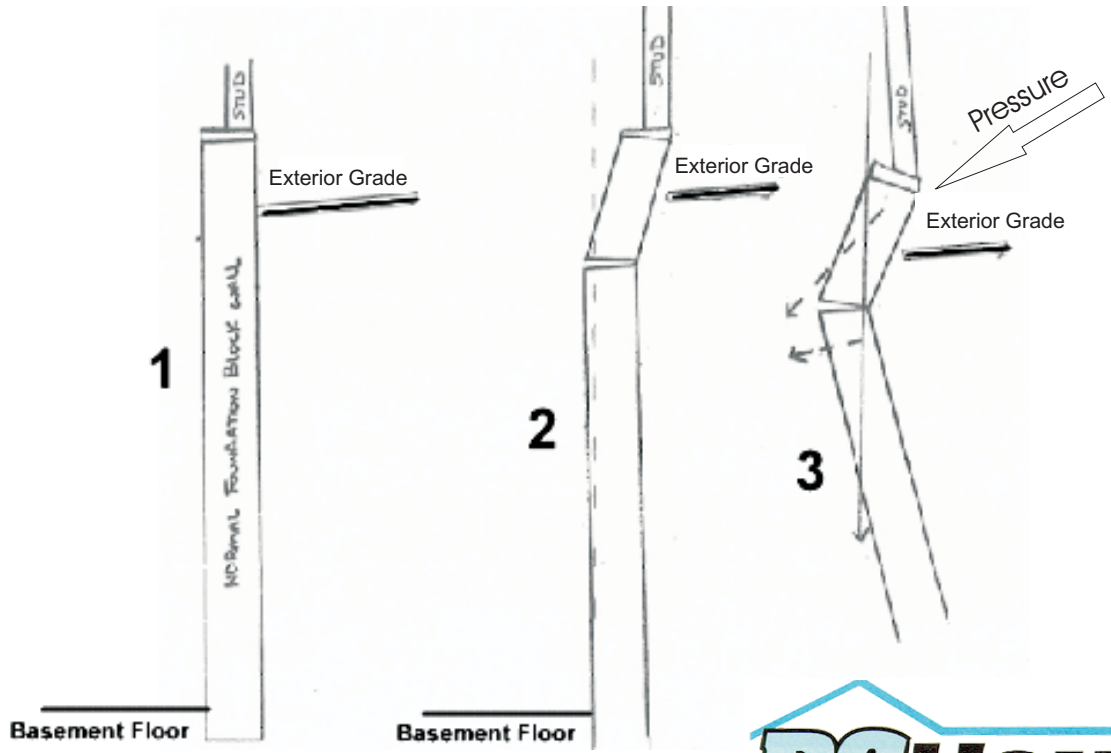 STUD
Exterior Grade
NORMAL FOUNDATION BLOCK WALL
1
Basement Floor
STUD
Exterior Grade
2
Basement Floor
STUD
Pressure
Exterior Grade
3